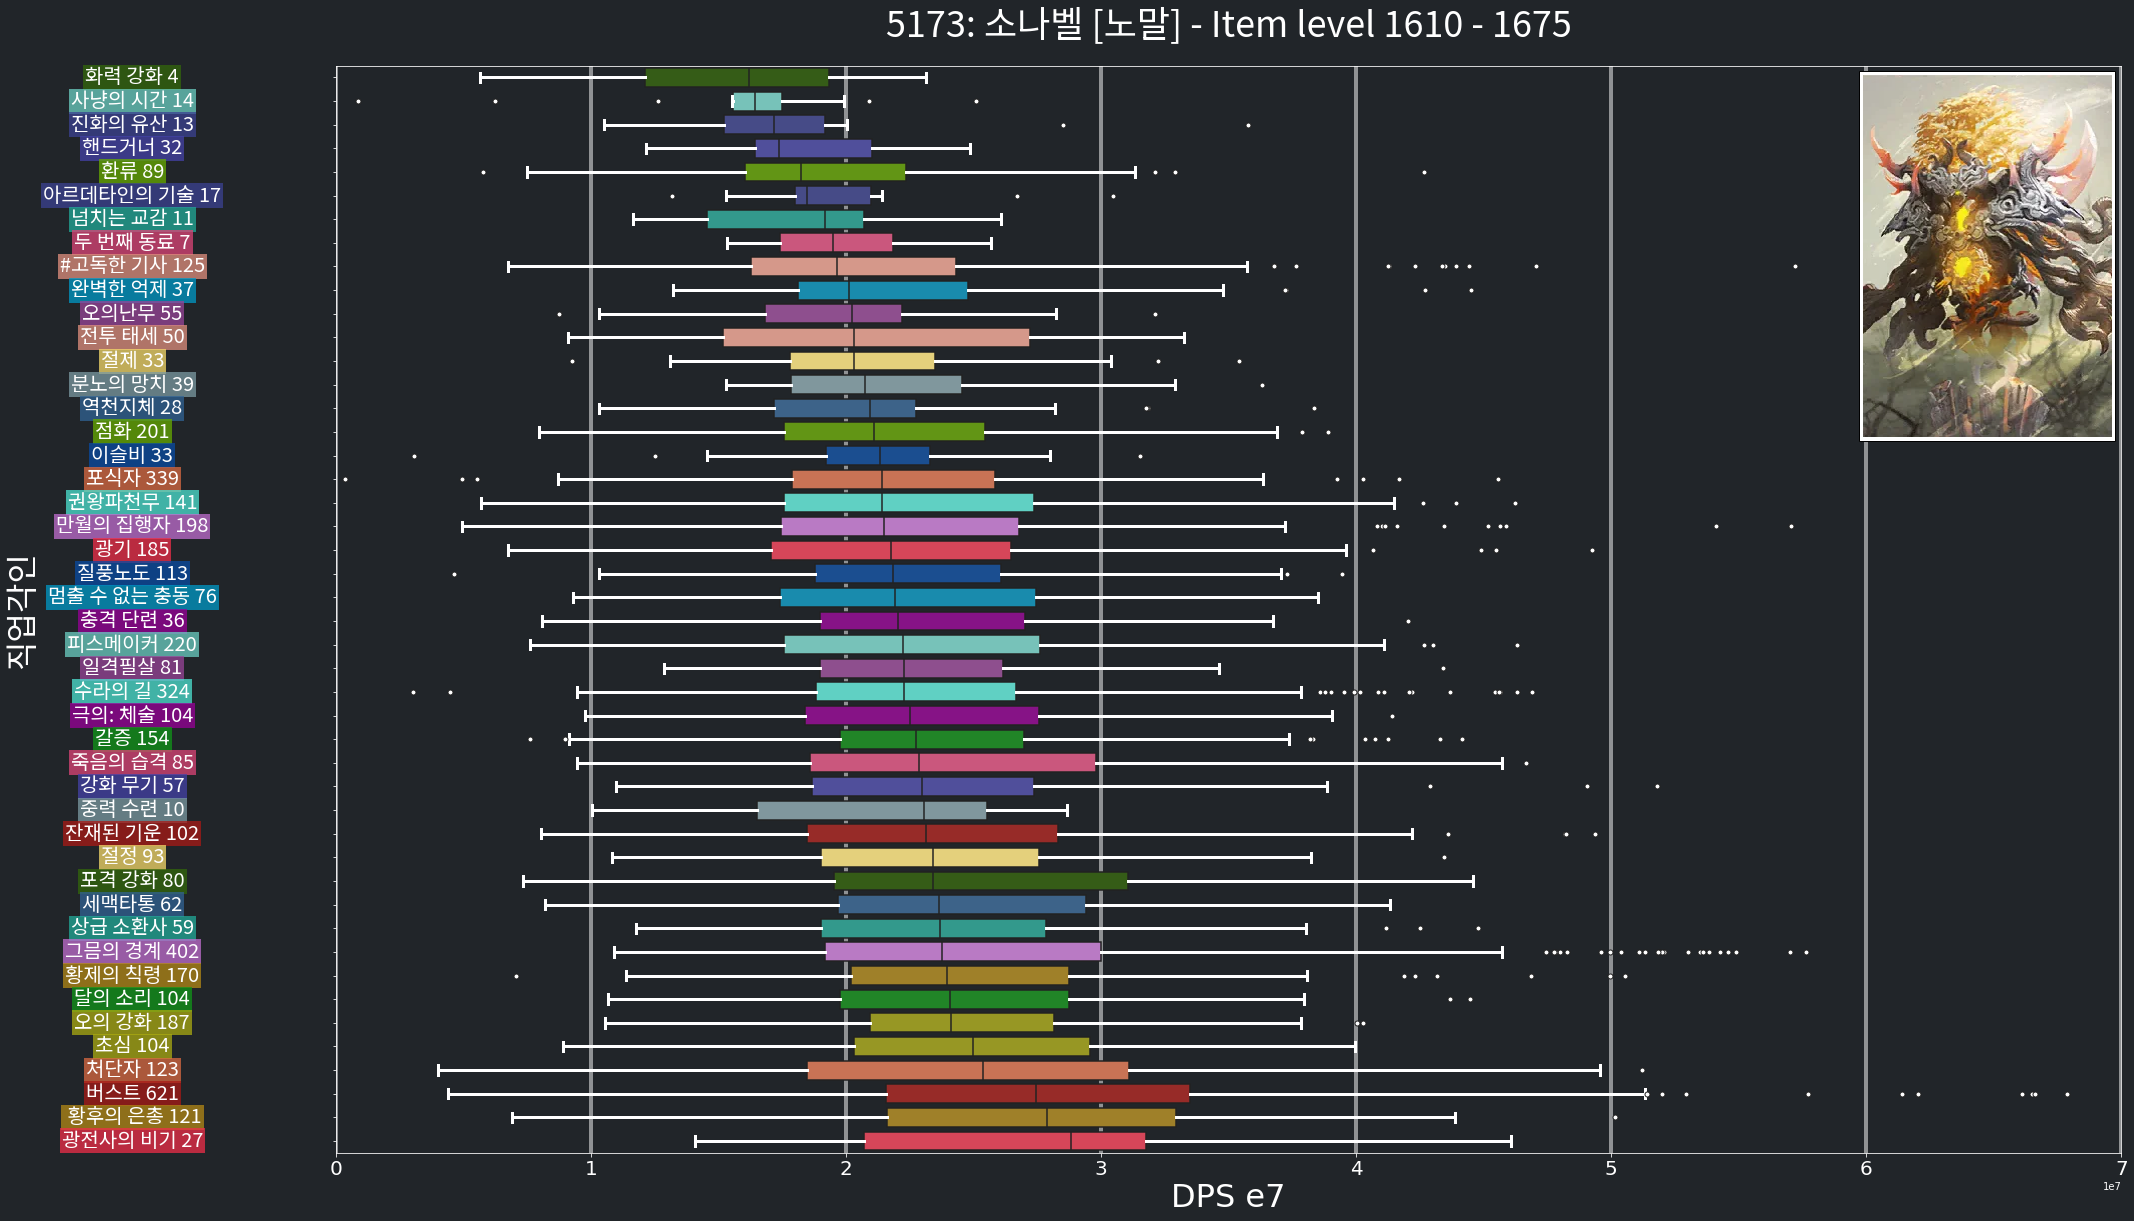 5173: 소나벨 [노말] - Item level 1610 - 1675
화력 강화 4
사냥의 시간 14
진화의 유산 13
핸드거너 32
환류 89
아르데타인의 기술 17
넘치는 교감 11
두 번째 동료 7
#고독한 기사 125
완벽한 억제 37
오의난무 55
전투 태세 50
절제 33
분노의 망치 39
역천지체 28
점화 201
이슬비 33
포식자 339
권왕파천무 141
만월의 집행자 198
광기 185
질풍노도 113
멈출 수 없는 충동 76
충격 단련 36
피스메이커 220
일격필살 81
수라의 길 324
극의: 체술 104
갈증 154
죽음의 습격 85
강화 무기 57
중력 수련 10
잔재된 기운 102
절정 93
포격 강화 80
세맥타통 62
상급 소환사 59
그믐의 경계 402
황제의 칙령 170
달의 소리 104
오의 강화 187
초심 104
처단자 123
버스트 621
황후의 은총 121
광전사의 비기 27
직업각인
0 1 2 3 4 5 6 7
1e7
DPS e7